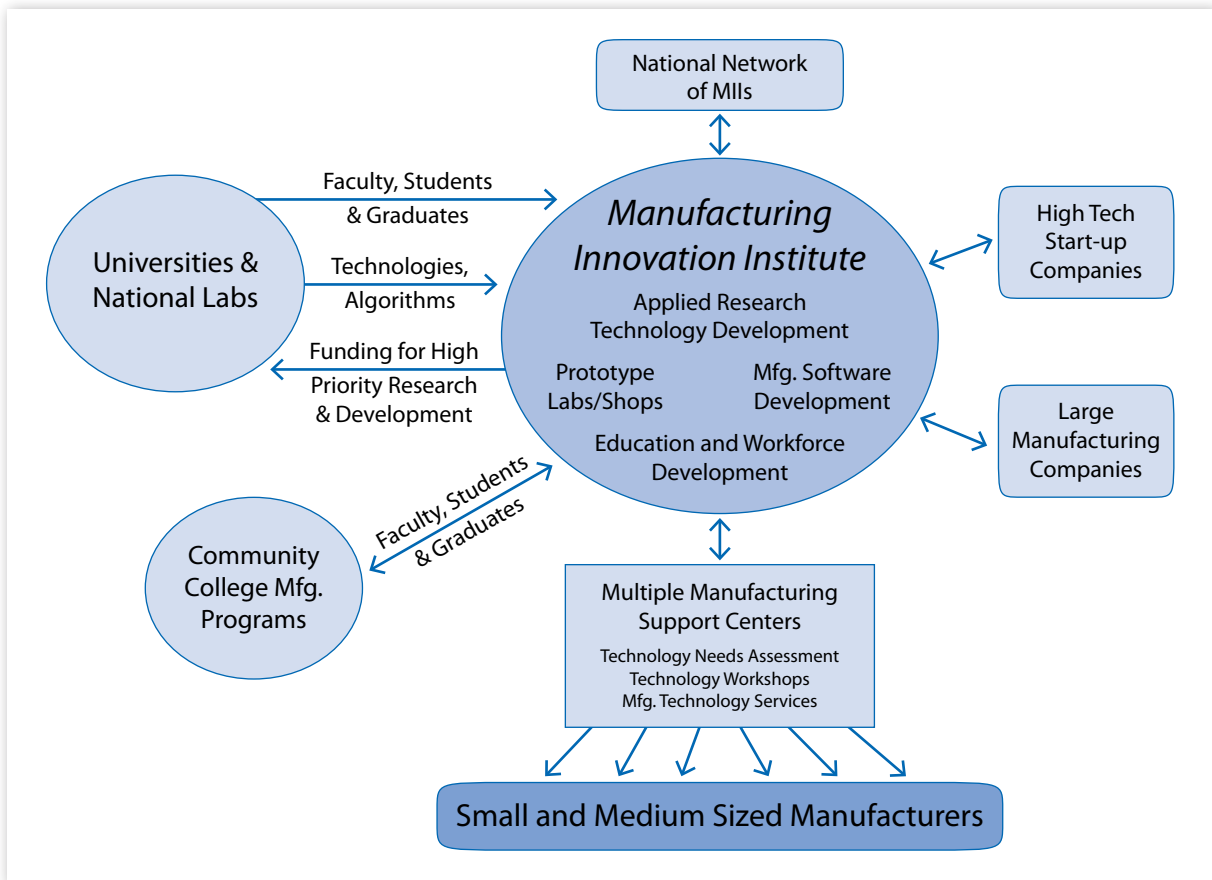 National Network
of MIIs
Faculty, Students
& Graduates
Universities &
National Labs
Technologies,
Algorithms
Funding for High
Priority Research
& Development
Manufacturing
Innovation Institute
Applied Research
Technology Development
Prototype
Labs/Shops
Mfg. Software
Development
Education and Workforce
Development
High Tech
Start-up
Companies
Large
Manufacturing
Companies
Faculty, Students
& Graduates
Community
College Mfg.
Programs
Multiple Manufacturing
Support Centers
Technology Needs Assessment
Technology Workshops
Mfg. Technology Services
Small and Medium Sized Manufacturers